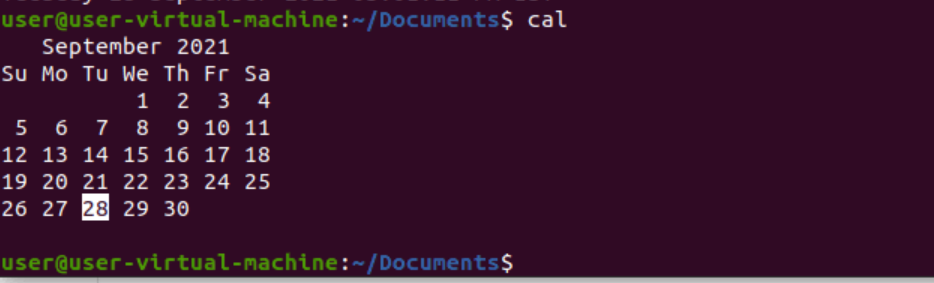 user@user-virtual-machine:~/Documents$ cal
   September 2021
Su Mo Tu We Th Fr Sa
          1  2  3  4
 5  6  7  8  9 10 11
12 13 14 15 16 17 18
19 20 21 22 23 24 25
26 27 28 29 30
user@user-virtual-machine:~/Documents$